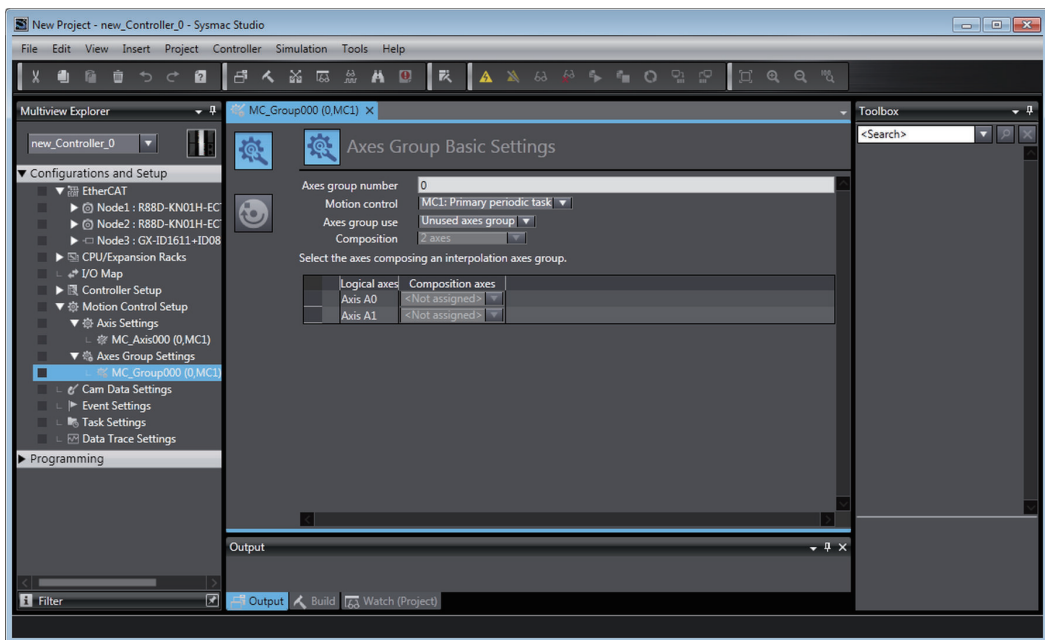 New Project - new_Controller_0 - Sysmac Studio
File Edit View Insert Project Controller Simulation Tools Help
Multiview Explorer
new_Controller_0
Configurations and Setup
EtherCAT
Node1 : R88D-KN01H-EC
Node2 : R88D-KN01H-EC
Node3 : GX-ID1611+ID08
CPU/Expansion Racks
I/O Map
Controller Setup
Motion Control Setup
Axis Settings
MC_Axis000 (0,MC1)
Axes Group Settings
MC_Group000 (0,MC1)
Cam Data Settings
Event Settings
Task Settings
Data Trace Settings
Programming
Filter
MC_Group000 (0,MC1)
Axes Group Basic Settings
Axes group number 0
Motion control MC1: Primary periodic task
Axes group use Unused axes group
Composition 2 axes
Select the axes composing an interpolation axes group.
Logical axes Composition axes
Axis A0 <Not assigned>
Axis A1 <Not assigned>
Output
Output Build Watch (Project)
Toolbox
<Search>